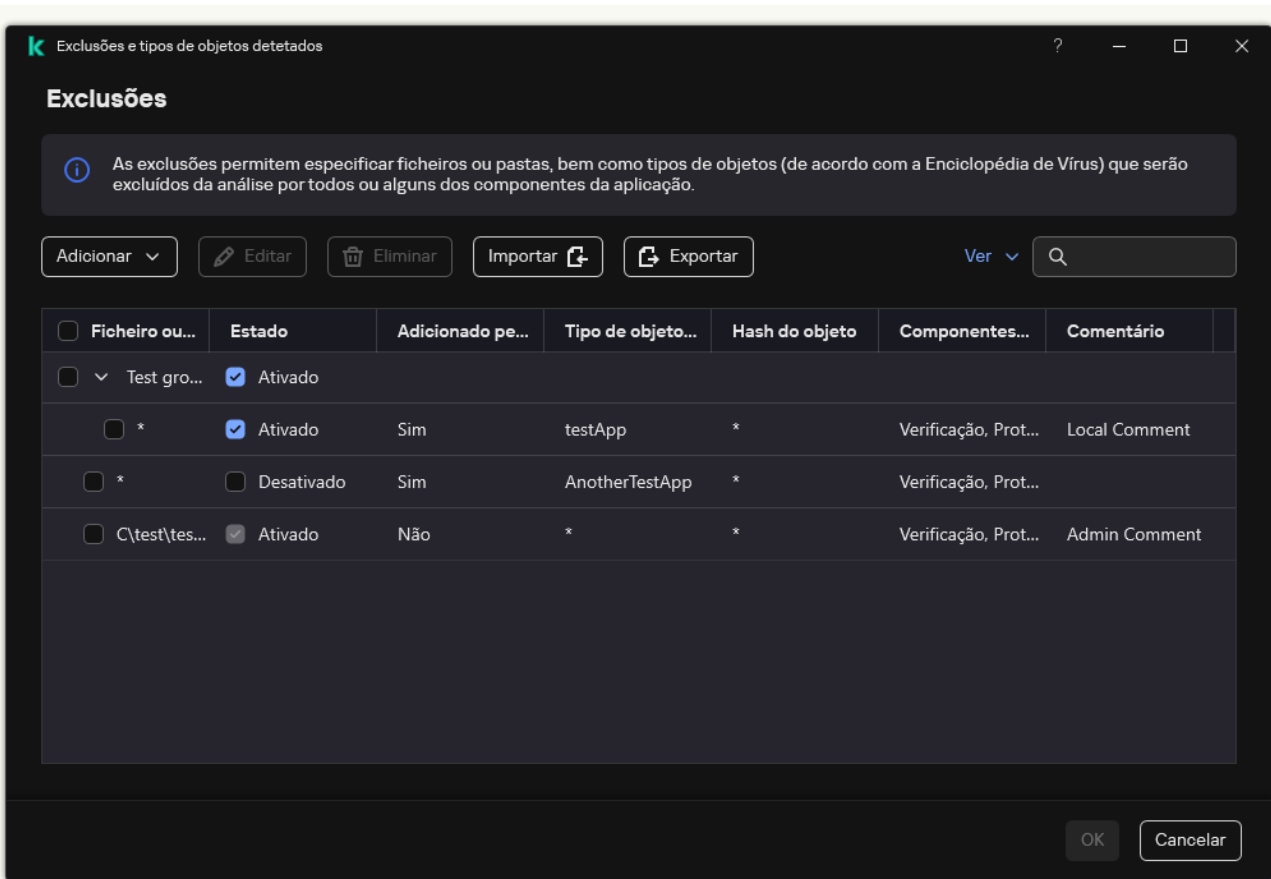 Exclusões e tipos de objetos detetados
Exclusões
As exclusões permitem especificar ficheiros ou pastas, bem como tipos de objetos (de acordo com a Enciclopédia de Vírus) que serão
excluídos da análise por todos ou alguns dos componentes da aplicação.
Adicionar Editar Eliminar Importar Exportar Ver
Ficheiro ou... Estado Adicionado pe... Tipo de objeto... Hash do objeto Componentes... Comentário
Test gro... Ativado
* Ativado Sim testApp * Verificação, Prot... Local Comment
* Desativado Sim AnotherTestApp * Verificação, Prot...
C\test\tes... Ativado Não * * Verificação, Prot... Admin Comment
OK Cancelar